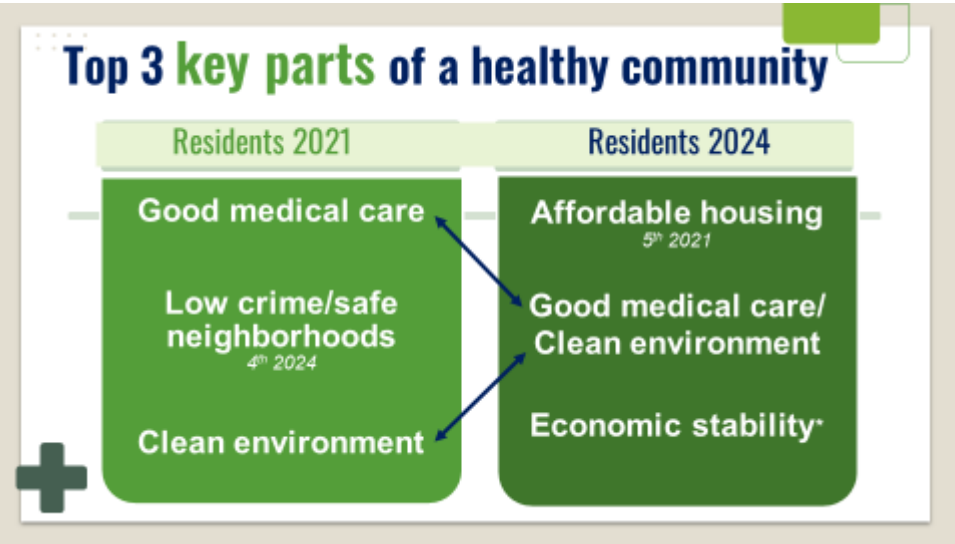 Top 3 key parts of a healthy community
Residents 2021
Good medical care
Low crime/safe
neighborhoods
4th 2024
Clean environment
Residents 2024
Affordable housing
5th 2021
Good medical care/
Clean environment
Economic stability*